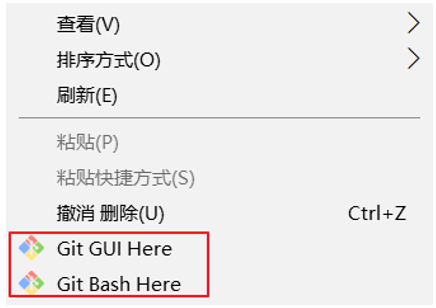 查看(V)
排序方式(O)
刷新(E)
粘贴(P)
粘贴快捷方式(S)
撤消 删除(U) Ctrl+Z
Git GUI Here
Git Bash Here